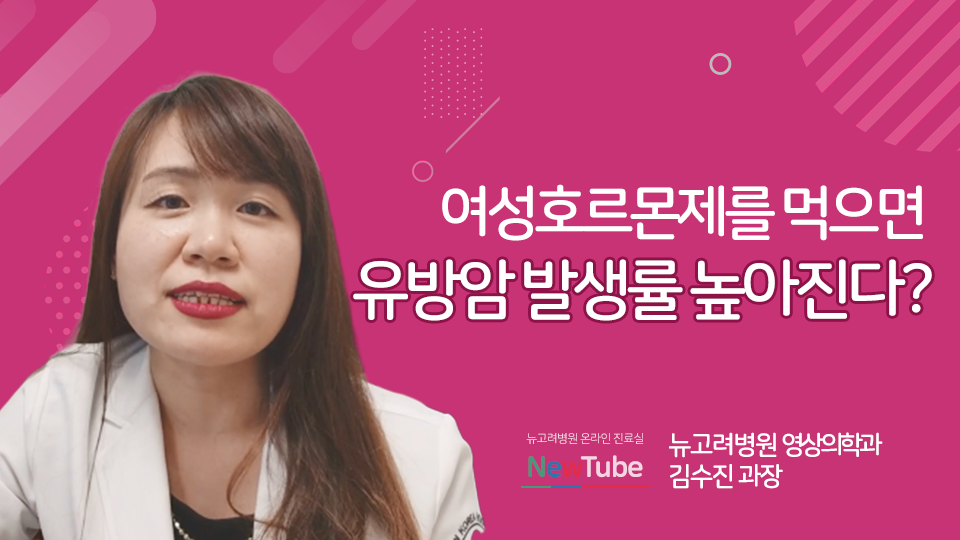 여성호르몬제를 먹으면
유방암 발생률 높아진다?
뉴고려병원 온라인 진료실
NewTube
뉴고려병원 영상의학과
김수진 과장